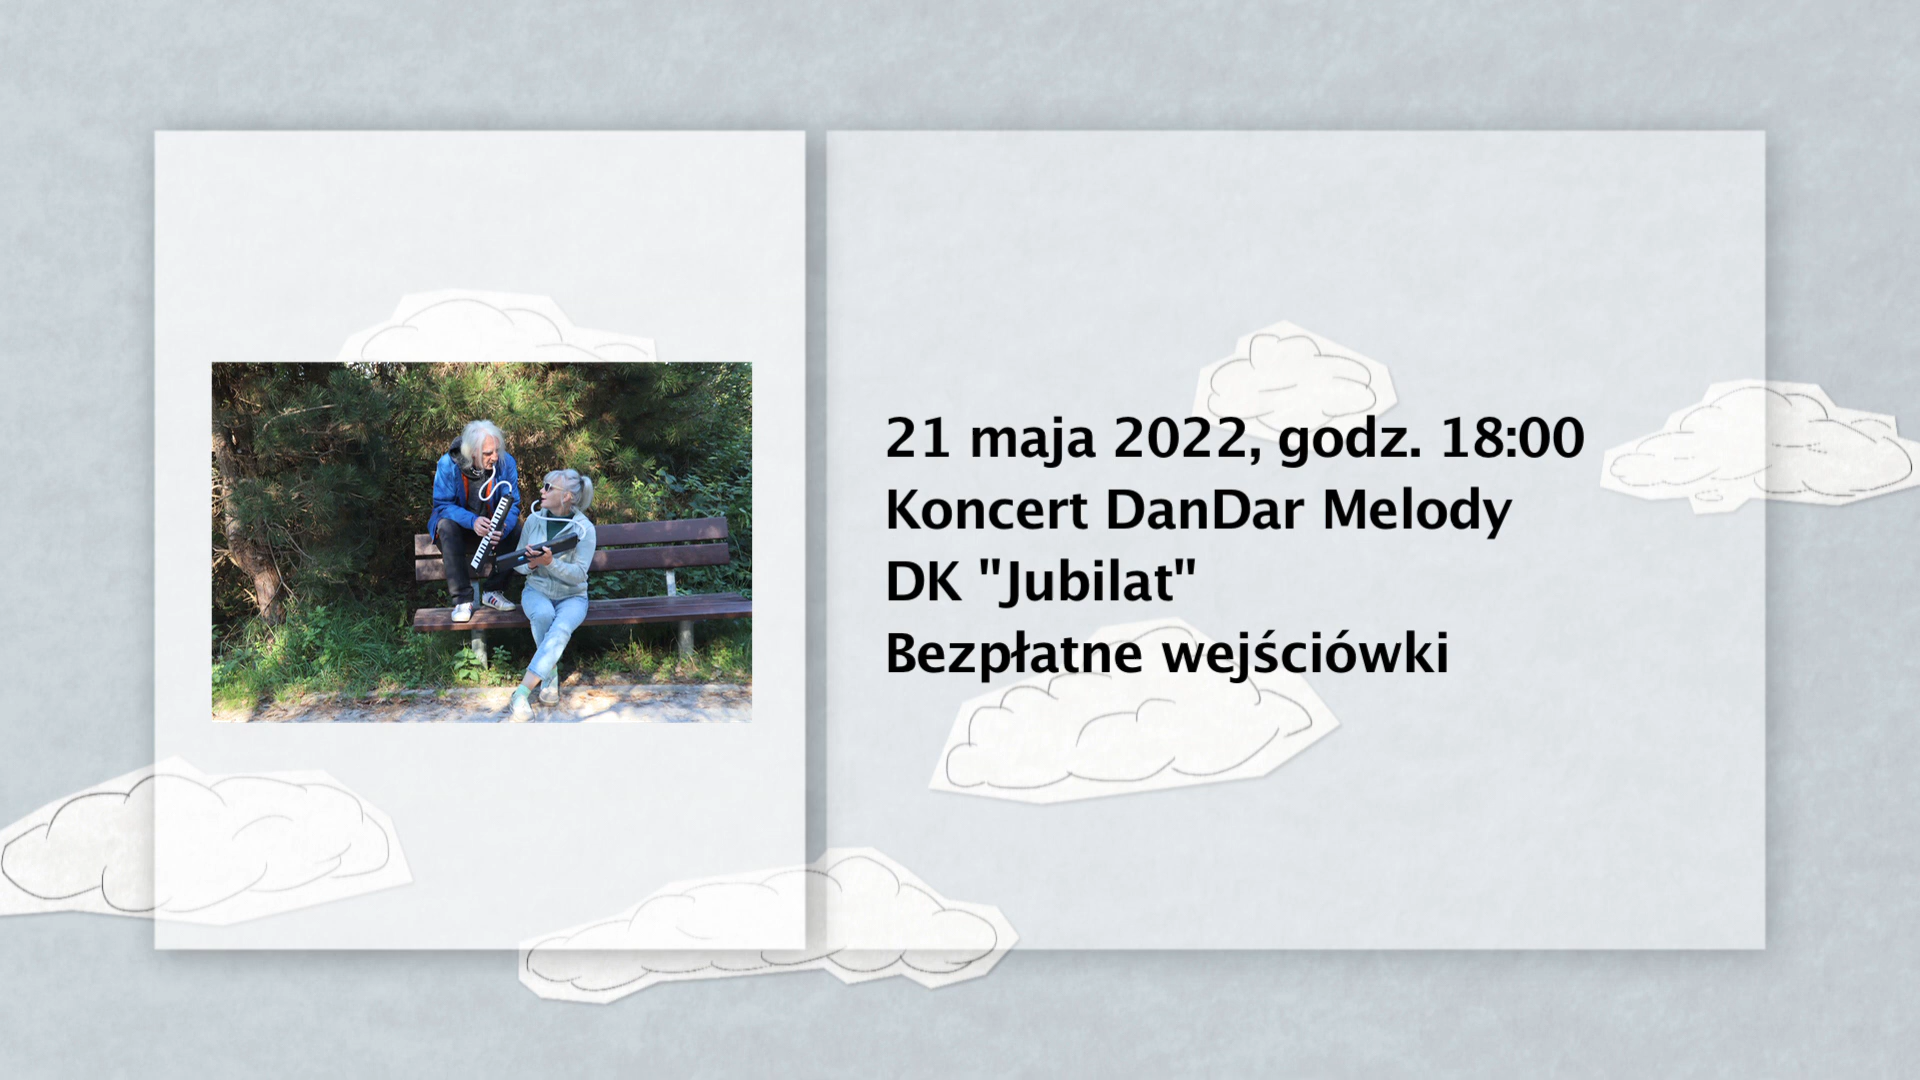 21 maja 2022, godz. 18:00
Koncert DanDar Melody
DK "Jubilat"
Bezpłatne wejściówki